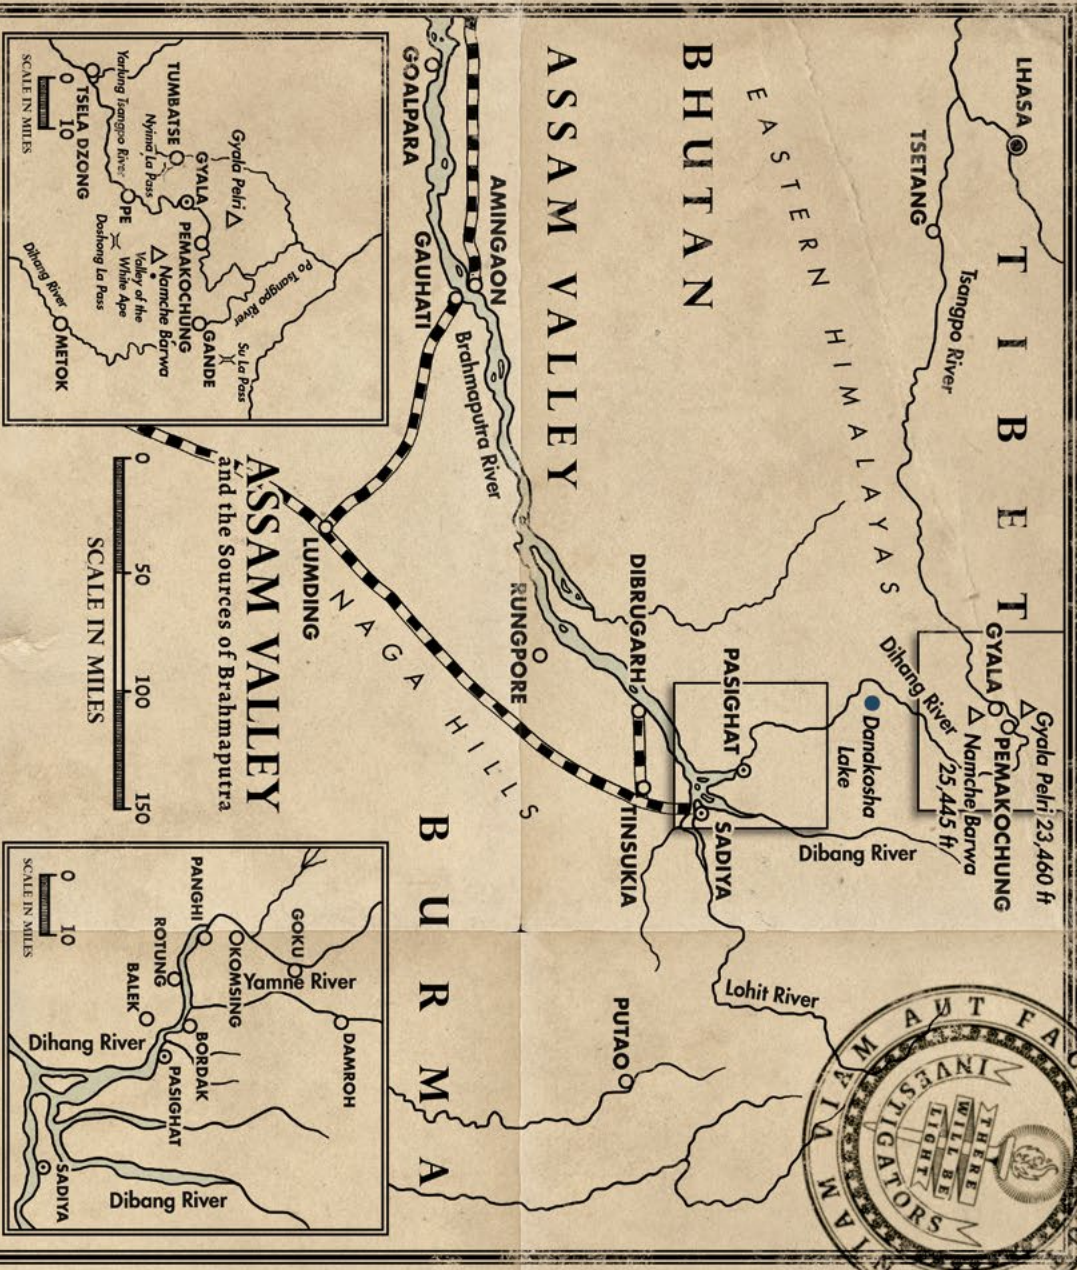 LHASA
TIBET
TSETANG
Tsangpo River
EASTERN HIMALAYAS
BHUTAN
ASSAM VALLEY
GYALA
PEMAKOCHUNG
Gyala Pelri 23,460 ft
Namche Barwa
25,445 ft
Dihang River
Danakosha
Lake
Dibang River
PASIGHAT
DIBRUGARH
SADIYA
TINSUKIA
Lohit River
PUTAO
AMINGAON
GOALPARA
GAUHATI
Brahmaputra River
RUNGPORE
LUMDING
NAGA HILLS
BURMA
ASSAM VALLEY
and the Sources of Brahmaputra
0 50 100 150
SCALE IN MILES
Gyala Pelri
TUMBATSE
Nyima La Pass
GYALA
Yarlung Tsangpo River
TSELA DZONG
PE
Doshong La Pass
PEMAKOCHUNG
Namche Barwa
Valley of the
White Ape
Po Tsangpo River
Su La Pass
GANDE
Dihang River
METOK
0 10
SCALE IN MILES
GOKU
DAMROH
Yamne River
PANGHI
OKOMSING
ROTUNG
BALEK
BORDAK
PASIGHAT
Dihang River
SADIYA
Dibang River
0 10
SCALE IN MILES
VIAM AUT
INVESTIGATORS
THERE
WILL BE
LIGHT